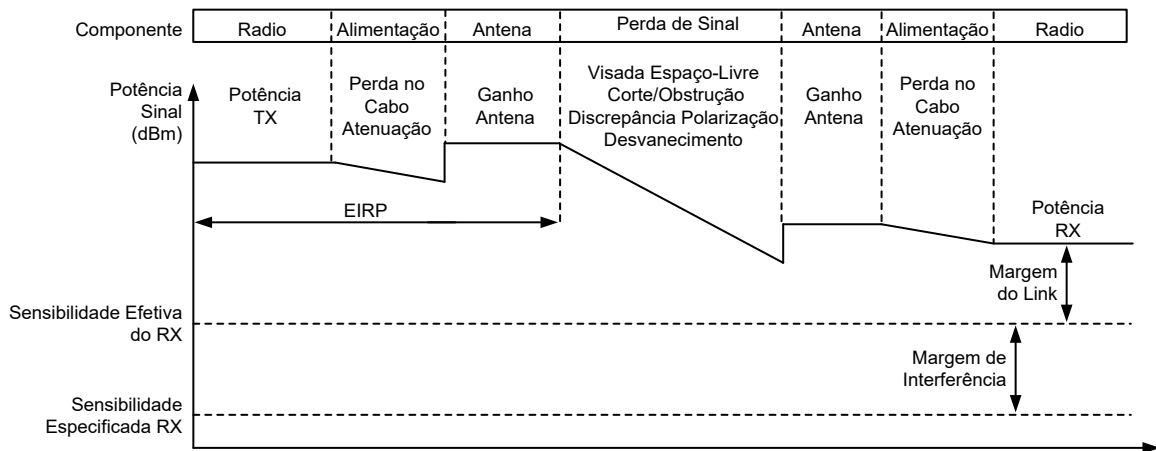 Componente
Radio
Alimentação
Antena
Perda de Sinal
Antena
Alimentação
Radio
Potência
Sinal
(dBm)
Potência
TX
Perda no
Cabo
Atenuação
Ganho
Antena
Visada Espaço-Livre
Corte/Obstrução
Discrepância Polarização
Desvanecimento
Ganho
Antena
Perda no
Cabo
Atenuação
EIRP
Potência
RX
Margem
do Link
Sensibilidade Efetiva
do RX
Margem de
Interferência
Sensibilidade
Especificada RX